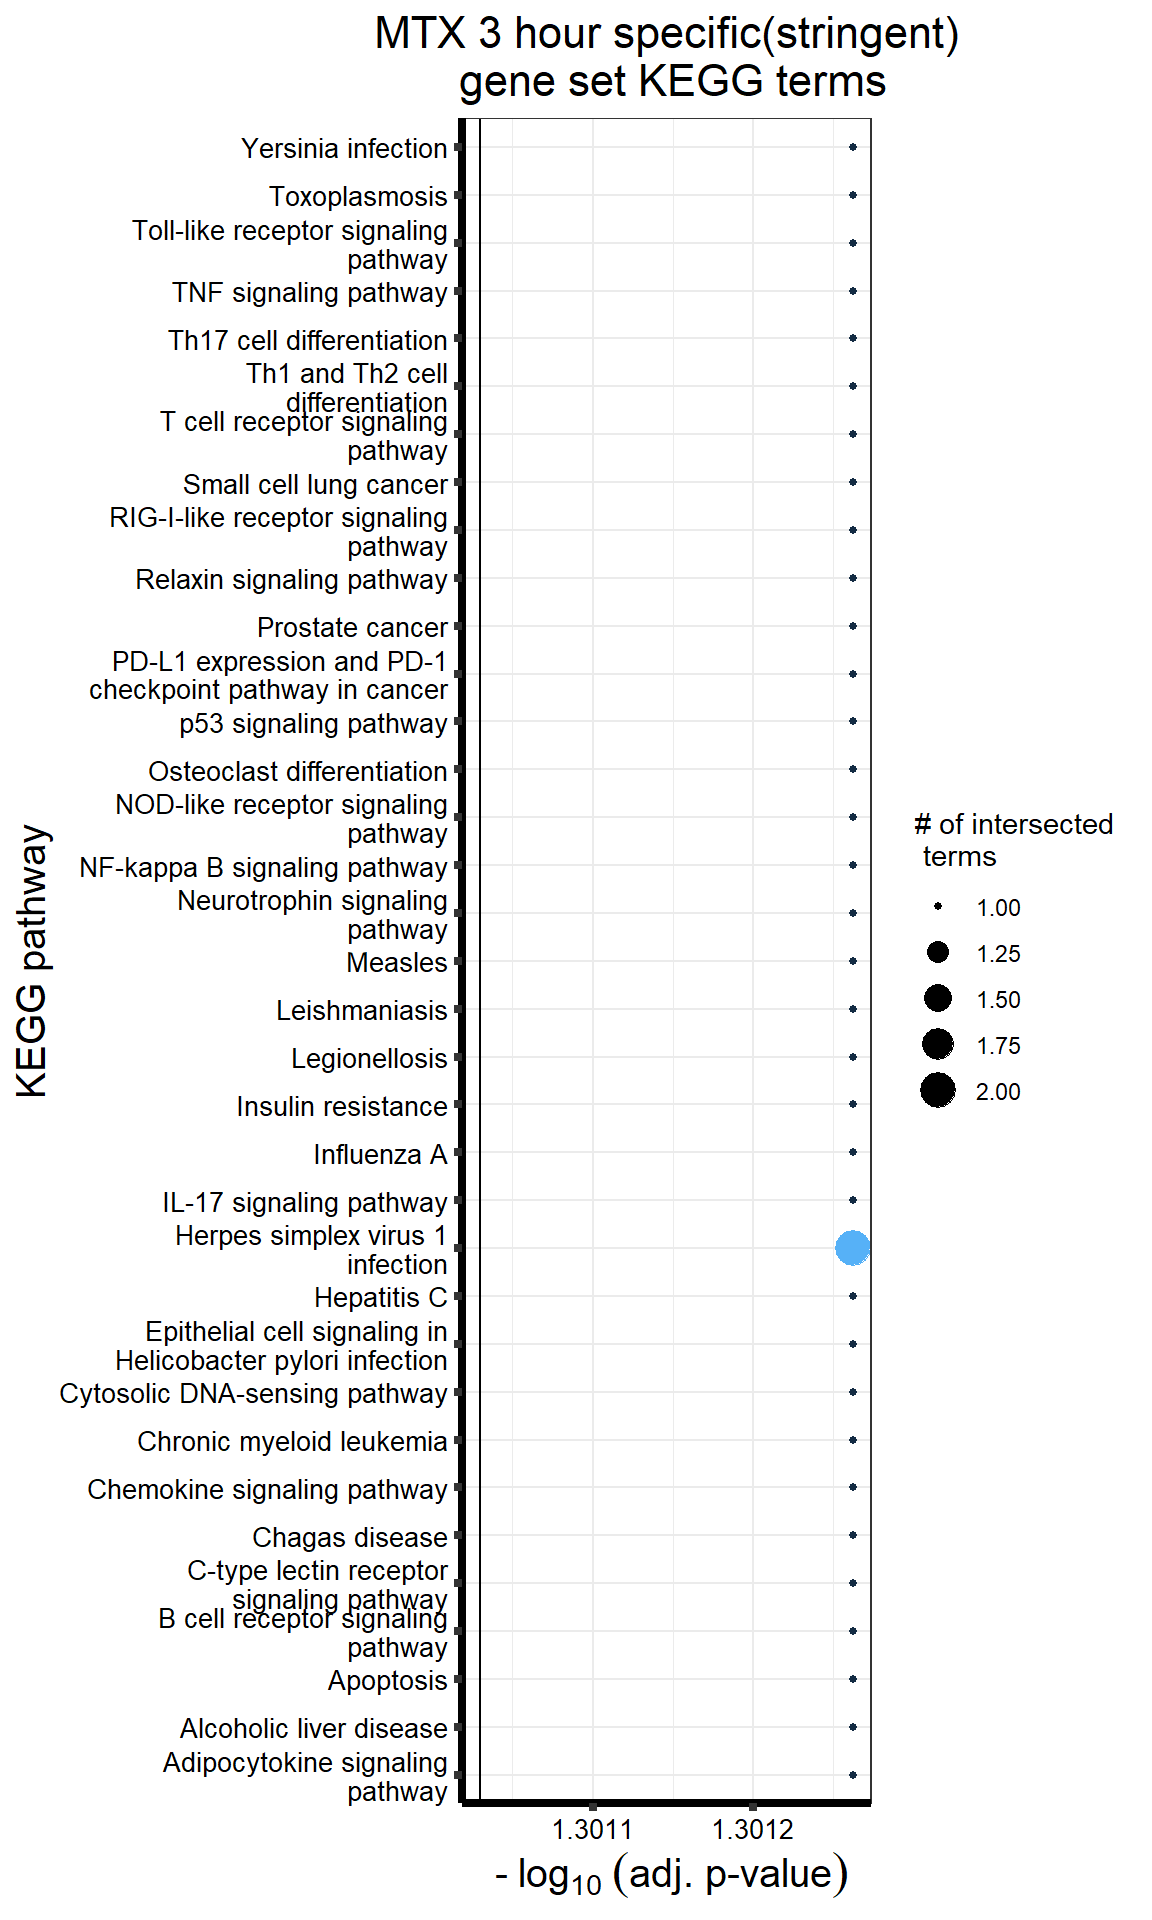 MTX 3 hour specific(stringent)
gene set KEGG terms
Yersinia infection
Toxoplasmosis
Toll-like receptor signaling
pathway
TNF signaling pathway
Th17 cell differentiation
Th1 and Th2 cell
differentiation
T cell receptor signaling
pathway
Small cell lung cancer
RIG-I-like receptor signaling
pathway
Relaxin signaling pathway
Prostate cancer
PD-L1 expression and PD-1
checkpoint pathway in cancer
p53 signaling pathway
Osteoclast differentiation
NOD-like receptor signaling
pathway
NF-kappa B signaling pathway
Neurotrophin signaling
pathway
Measles
Leishmaniasis
Legionellosis
Insulin resistance
Influenza A
IL-17 signaling pathway
Herpes simplex virus 1
infection
Hepatitis C
Epithelial cell signaling in
Helicobacter pylori infection
Cytosolic DNA-sensing pathway
Chronic myeloid leukemia
Chemokine signaling pathway
Chagas disease
C-type lectin receptor
signaling pathway
B cell receptor signaling
pathway
Apoptosis
Alcoholic liver disease
Adipocytokine signaling
pathway
KEGG pathway
1.3011
1.3012
- log10 (adj. p-value)
# of intersected
terms
1.00
1.25
1.50
1.75
2.00